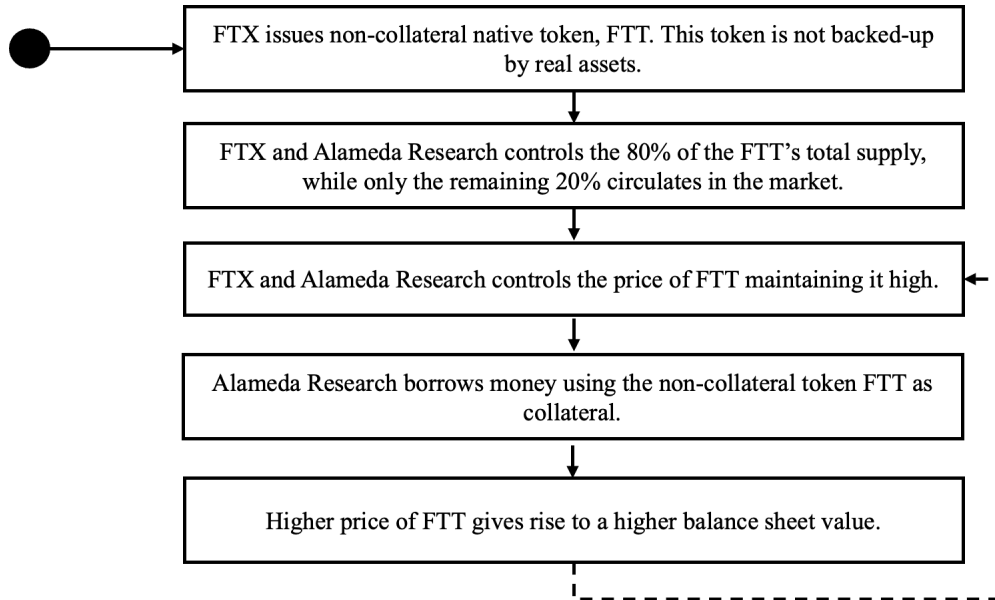 FTX issues non-collateral native token, FTT. This token is not backed-up
by real assets.
FTX and Alameda Research controls the 80% of the FTT’s total supply,
while only the remaining 20% circulates in the market.
FTX and Alameda Research controls the price of FTT maintaining it high.
Alameda Research borrows money using the non-collateral token FTT as
collateral.
Higher price of FTT gives rise to a higher balance sheet value.